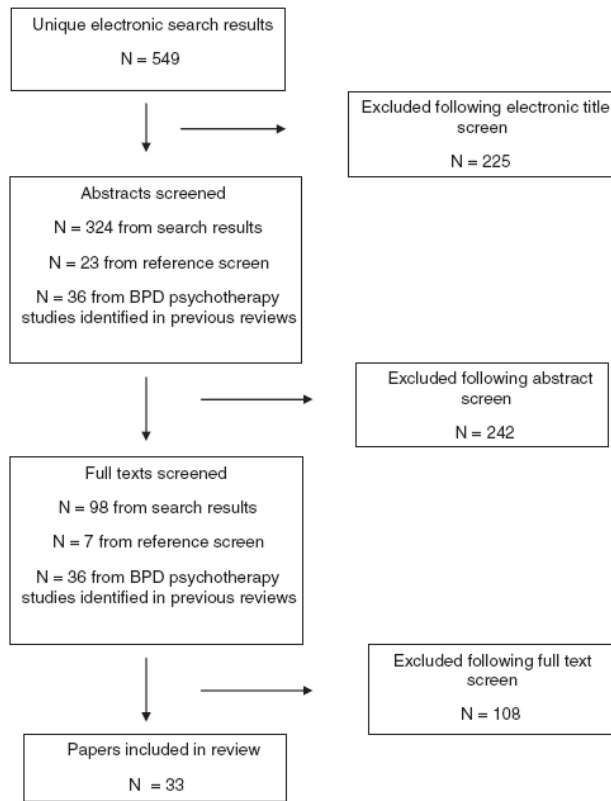 Unique electronic search results
N = 549
Excluded following electronic title
screen
N = 225
Abstracts screened
N = 324 from search results
N = 23 from reference screen
N = 36 from BPD psychotherapy
studies identified in previous reviews
Excluded following abstract
screen
N = 242
Full texts screened
N = 98 from search results
N = 7 from reference screen
N = 36 from BPD psychotherapy
studies identified in previous reviews
Excluded following full text
screen
N = 108
Papers included in review
N = 33